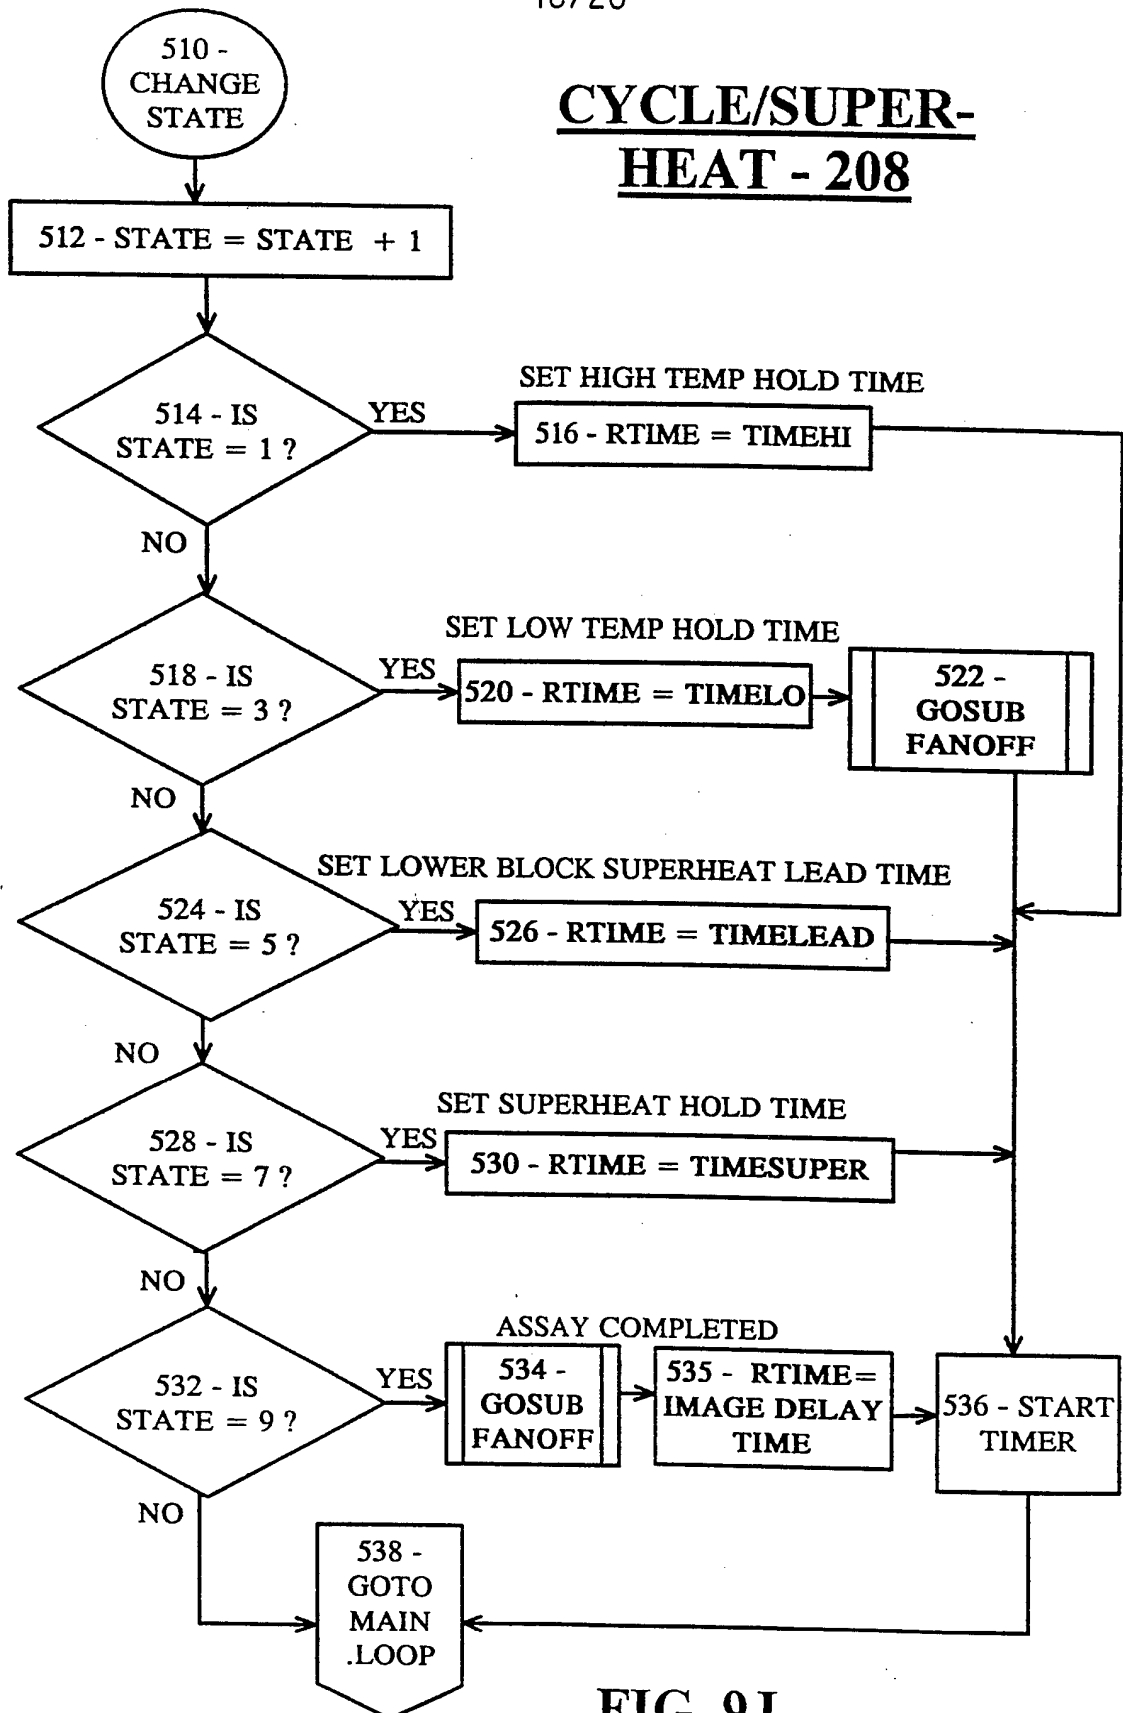 CYCLE/SUPER-
HEAT - 208
510 -
CHANGE
STATE
512 - STATE = STATE + 1
514 - IS
STATE = 1 ?
YES
SET HIGH TEMP HOLD TIME
516 - RTIME = TIMEHI
NO
518 - IS
STATE = 3 ?
YES
SET LOW TEMP HOLD TIME
520 - RTIME = TIMELO
522 -
GOSUB
FANOFF
NO
524 - IS
STATE = 5 ?
YES
SET LOWER BLOCK SUPERHEAT LEAD TIME
526 - RTIME = TIMELEAD
NO
528 - IS
STATE = 7 ?
YES
SET SUPERHEAT HOLD TIME
530 - RTIME = TIMESUPER
NO
532 - IS
STATE = 9 ?
YES
ASSAY COMPLETED
534 -
GOSUB
FANOFF
535 - RTIME=
IMAGE DELAY
TIME
536 - START
TIMER
NO
538 -
GOTO
MAIN
.LOOP